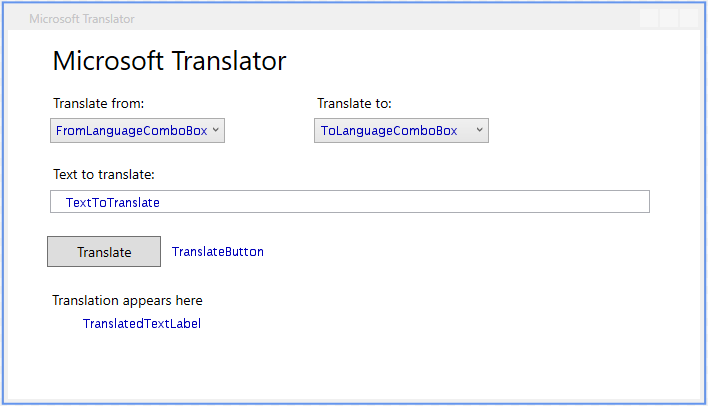 Microsoft Translator
Microsoft Translator
Translate from:
Translate to:
FromLanguageComboBox
ToLanguageComboBox
Text to translate:
TextToTranslate
Translate
TranslateButton
Translation appears here
TranslatedTextLabel